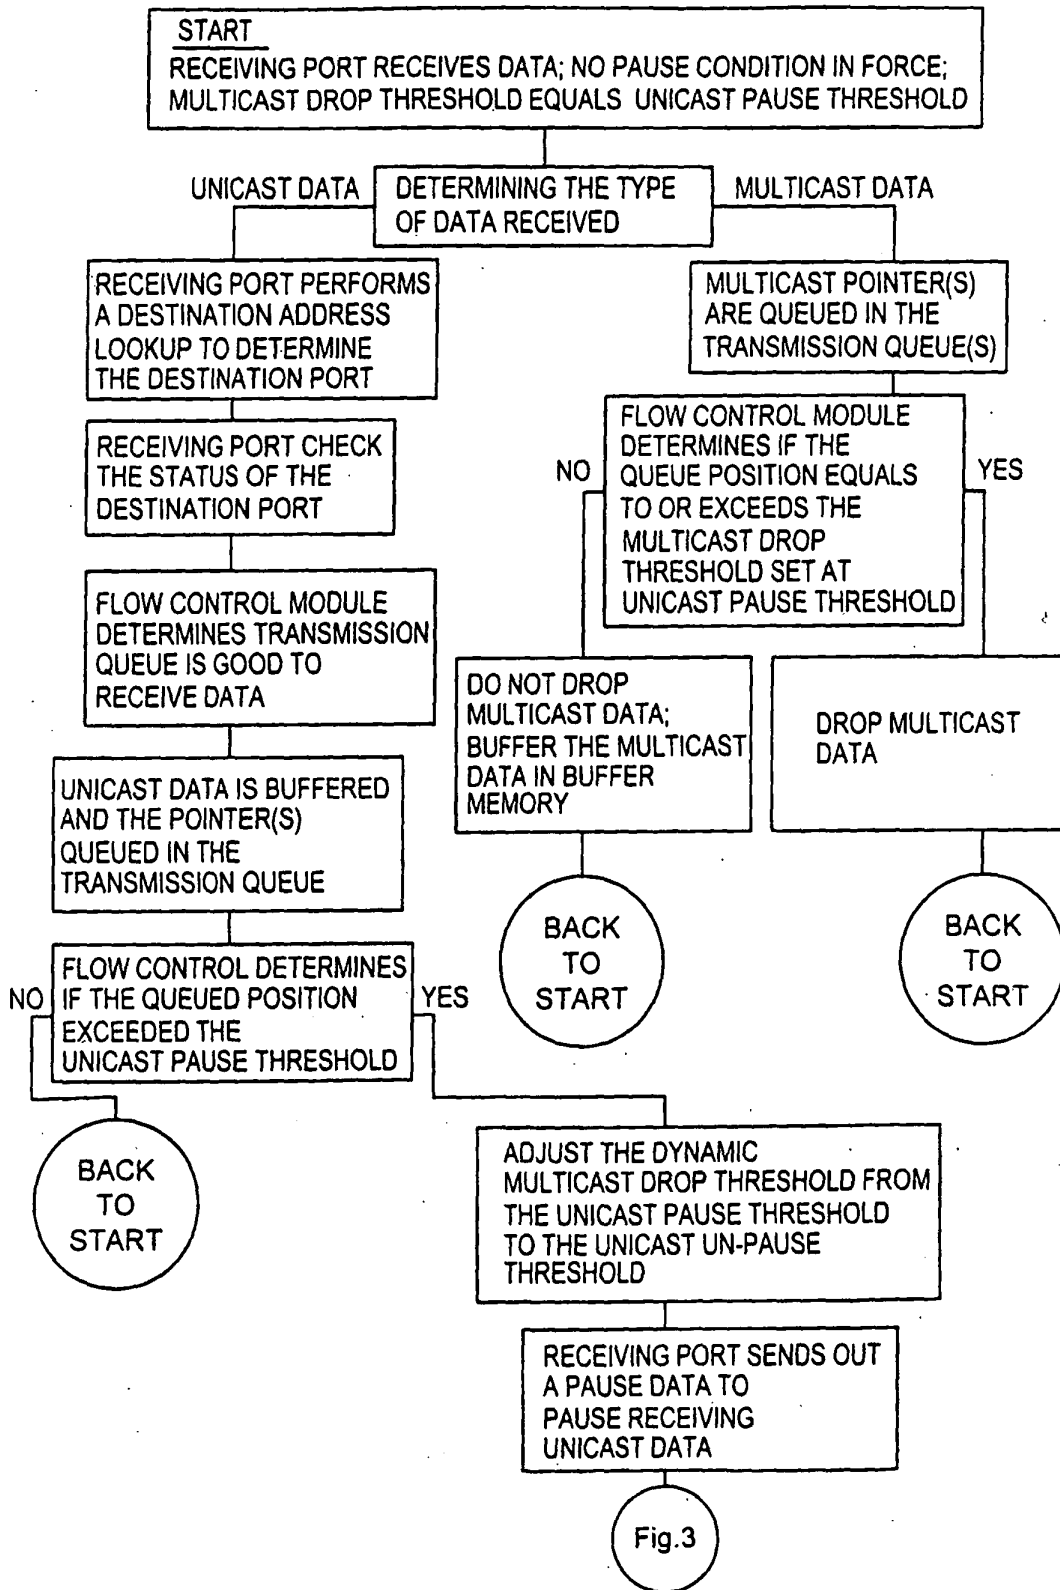 START
RECEIVING PORT RECEIVES DATA; NO PAUSE CONDITION IN FORCE;
MULTICAST DROP THRESHOLD EQUALS UNICAST PAUSE THRESHOLD
UNICAST DATA
DETERMINING THE TYPE
OF DATA RECEIVED
MULTICAST DATA
RECEIVING PORT PERFORMS
A DESTINATION ADDRESS
LOOKUP TO DETERMINE
THE DESTINATION PORT
RECEIVING PORT CHECK
THE STATUS OF THE
DESTINATION PORT
FLOW CONTROL MODULE
DETERMINES TRANSMISSION
QUEUE IS GOOD TO
RECEIVE DATA
UNICAST DATA IS BUFFERED
AND THE POINTER(S)
QUEUED IN THE
TRANSMISSION QUEUE
NO
FLOW CONTROL DETERMINES
IF THE QUEUED POSITION
EXCEEDED THE
UNICAST PAUSE THRESHOLD
YES
BACK
TO
START
MULTICAST POINTER(S)
ARE QUEUED IN THE
TRANSMISSION QUEUE(S)
NO
FLOW CONTROL MODULE
DETERMINES IF THE
QUEUE POSITION EQUALS
TO OR EXCEEDS THE
MULTICAST DROP
THRESHOLD SET AT
UNICAST PAUSE THRESHOLD
YES
DO NOT DROP
MULTICAST DATA;
BUFFER THE MULTICAST
DATA IN BUFFER
MEMORY
DROP MULTICAST
DATA
BACK
TO
START
BACK
TO
START
ADJUST THE DYNAMIC
MULTICAST DROP THRESHOLD FROM
THE UNICAST PAUSE THRESHOLD
TO THE UNICAST UN-PAUSE
THRESHOLD
RECEIVING PORT SENDS OUT
A PAUSE DATA TO
PAUSE RECEIVING
UNICAST DATA
Fig.3